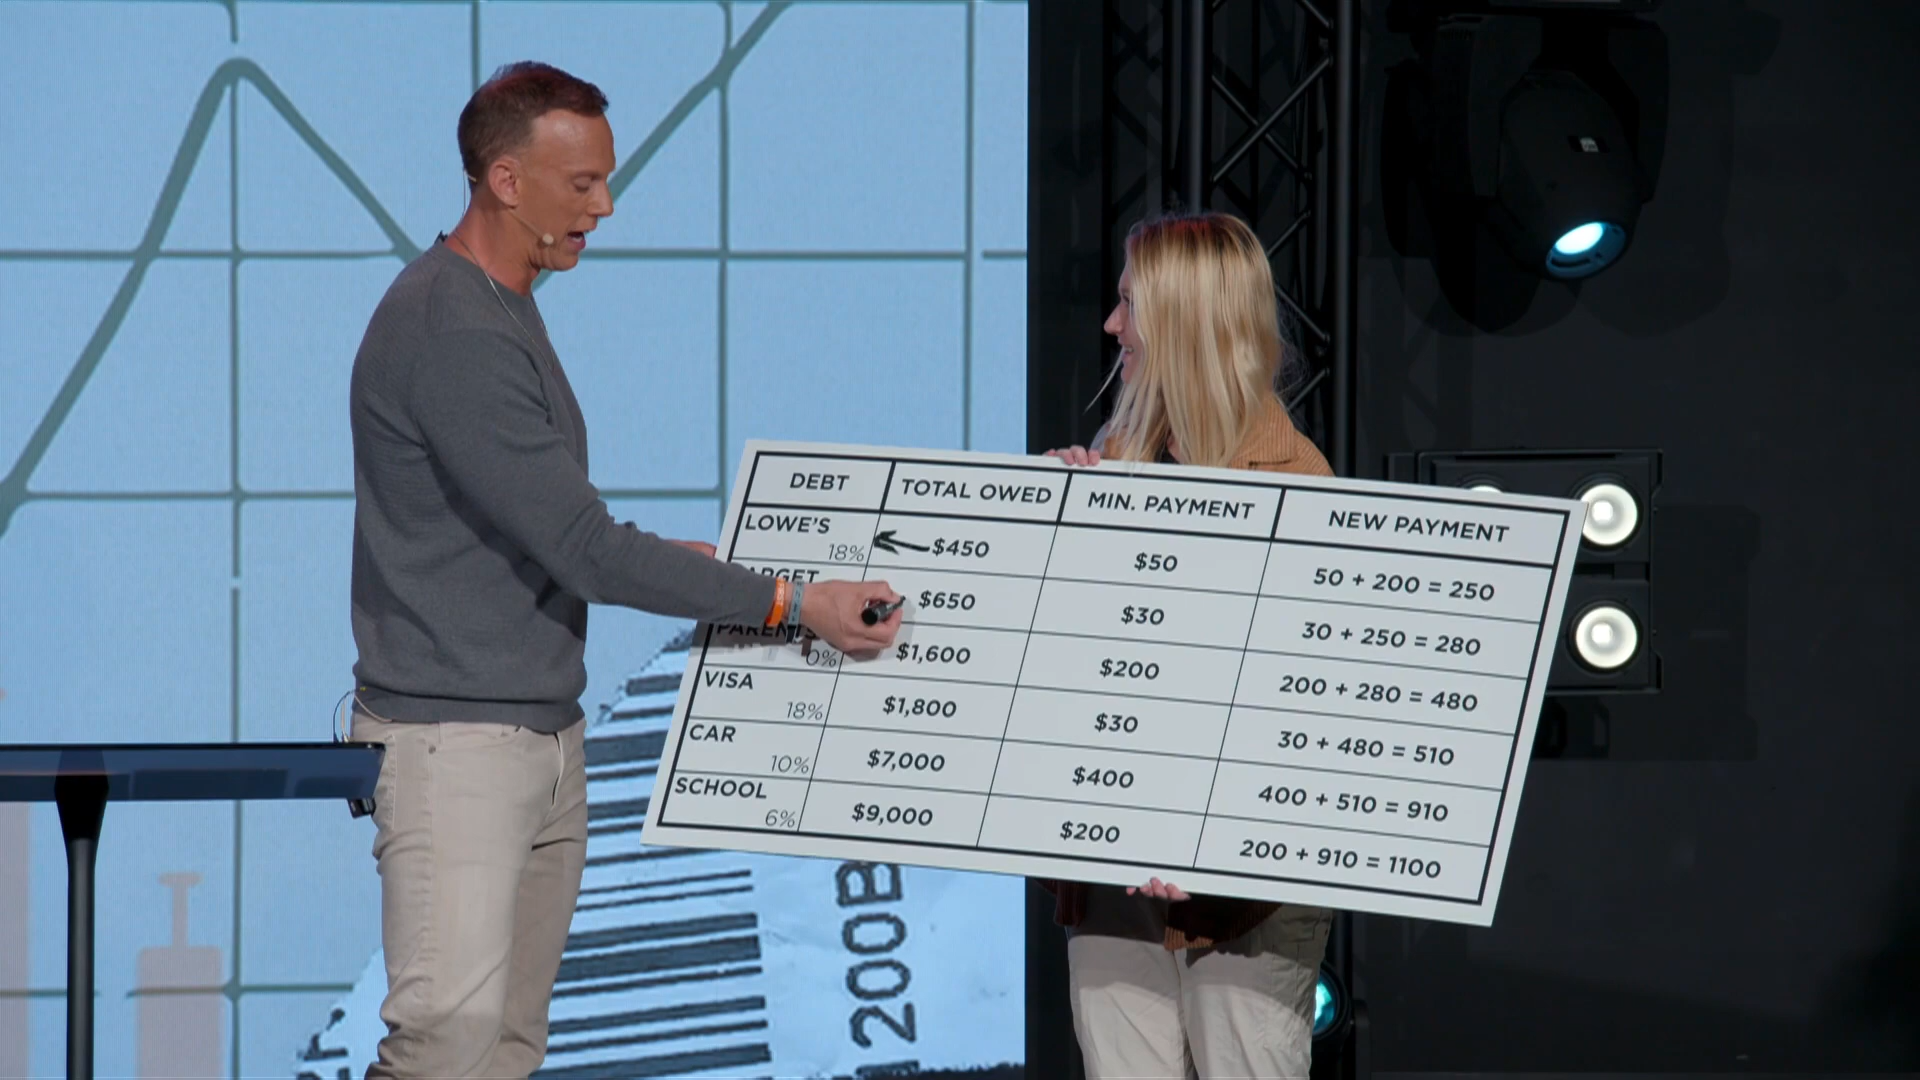 DEBT TOTAL OWED MIN. PAYMENT NEW PAYMENT
LOWE'S
18% $450 $50 50 + 200 = 250
$650 $30 30 + 250 = 280
PARENTS
0% $1,600 $200 200 + 280 = 480
VISA
18% $1,800 $30 30 + 480 = 510
CAR
10% $7,000 $400 400 + 510 = 910
SCHOOL
6% $9,000 $200 200 + 910 = 1100
200B